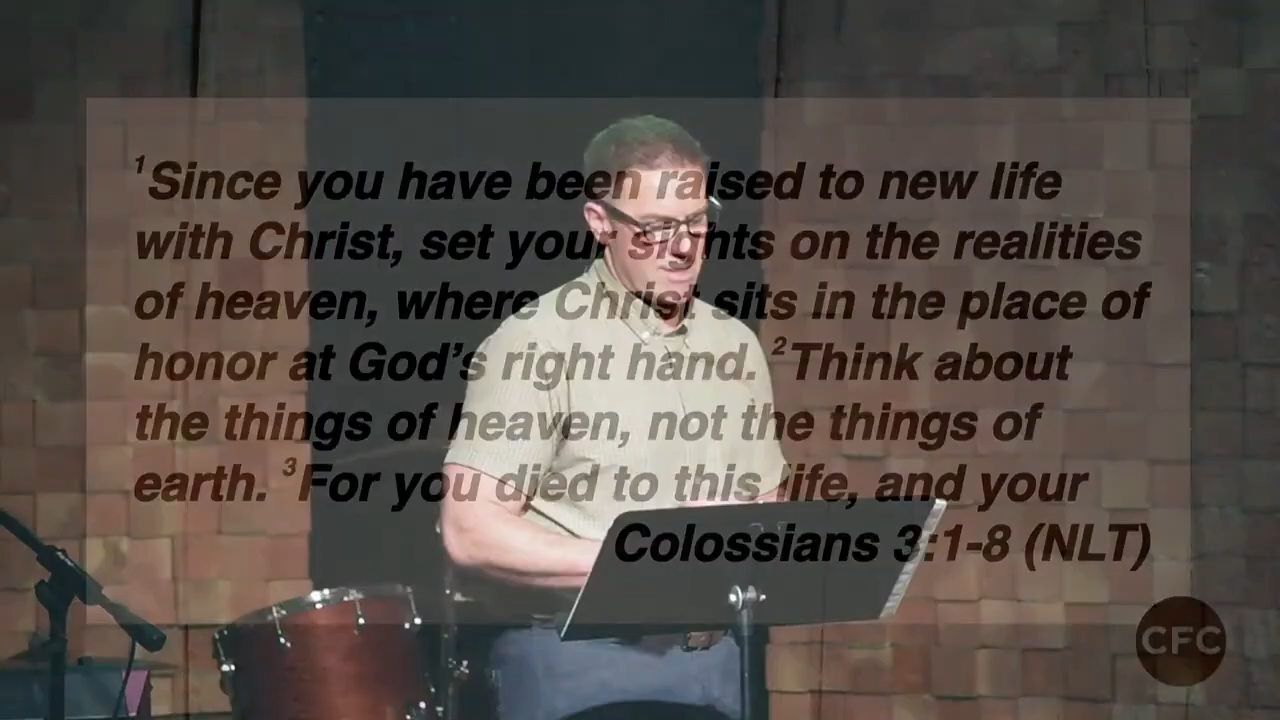 ¹Since you have been raised to new life
with Christ, set your sights on the realities
of heaven, where Christ sits in the place of
honor at God’s right hand. ²Think about
the things of heaven, not the things of
earth. ³For you died to this life, and your
Colossians 3:1-8 (NLT)
CFC